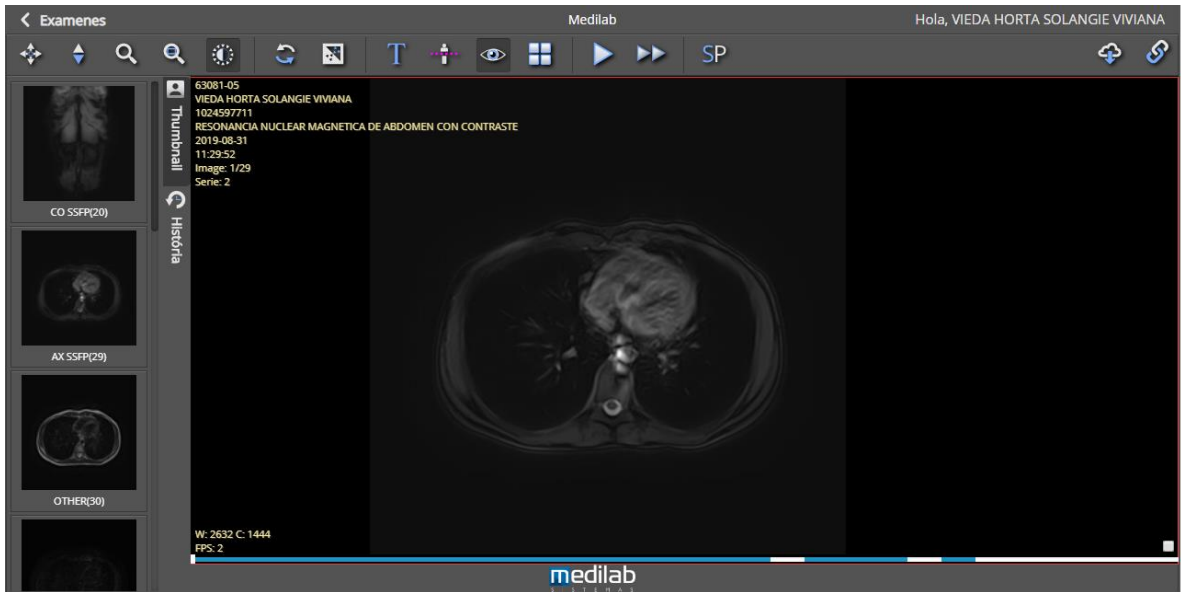 Examenes
Medilab
Hola, VIEDA HORTA SOLANGIE VIVIANA
T
SP
CO SSFP(20)
AX SSFP(29)
OTHER(30)
Thumbnail
História
63081-05
VIEDA HORTA SOLANGIE VIVIANA
1024597711
RESONANCIA NUCLEAR MAGNETICA DE ABDOMEN CON CONTRASTE
2019-08-31
11:29:52
Image: 1/29
Serie: 2
W: 2632 C: 1444
FPS: 2
medilab
SISTEMAS